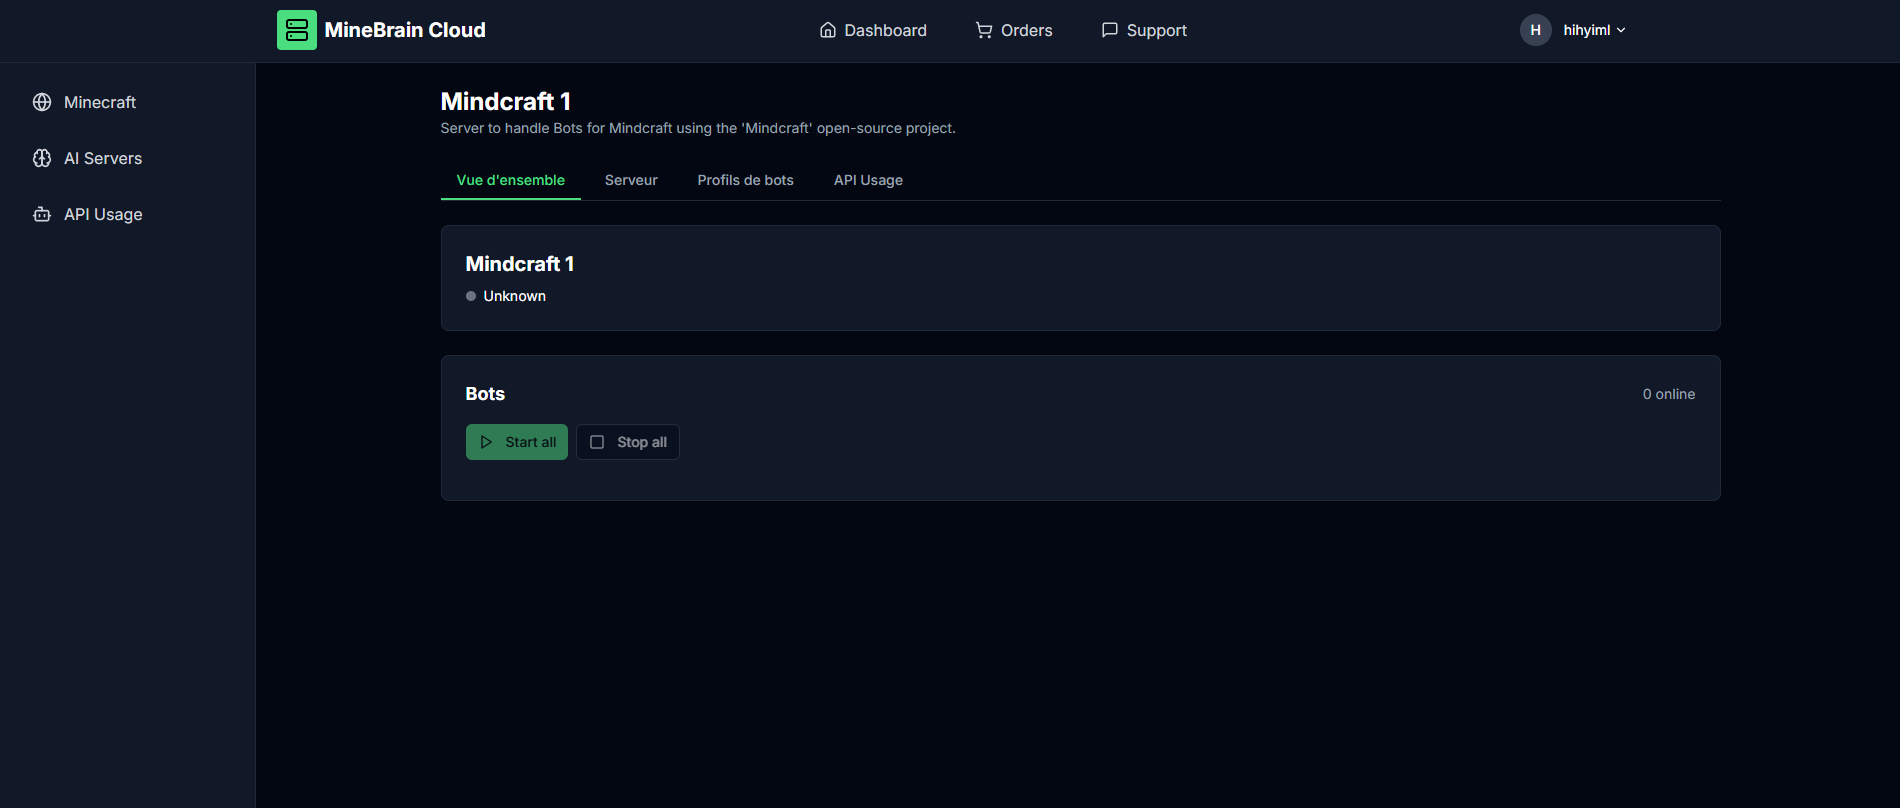 MineBrain Cloud
Dashboard
Orders
Support
H
hihyiml
Minecraft
AI Servers
API Usage
Mindcraft 1
Server to handle Bots for Mindcraft using the 'Mindcraft' open-source project.
Vue d'ensemble
Serveur
Profils de bots
API Usage
Mindcraft 1
Unknown
Bots
0 online
Start all
Stop all